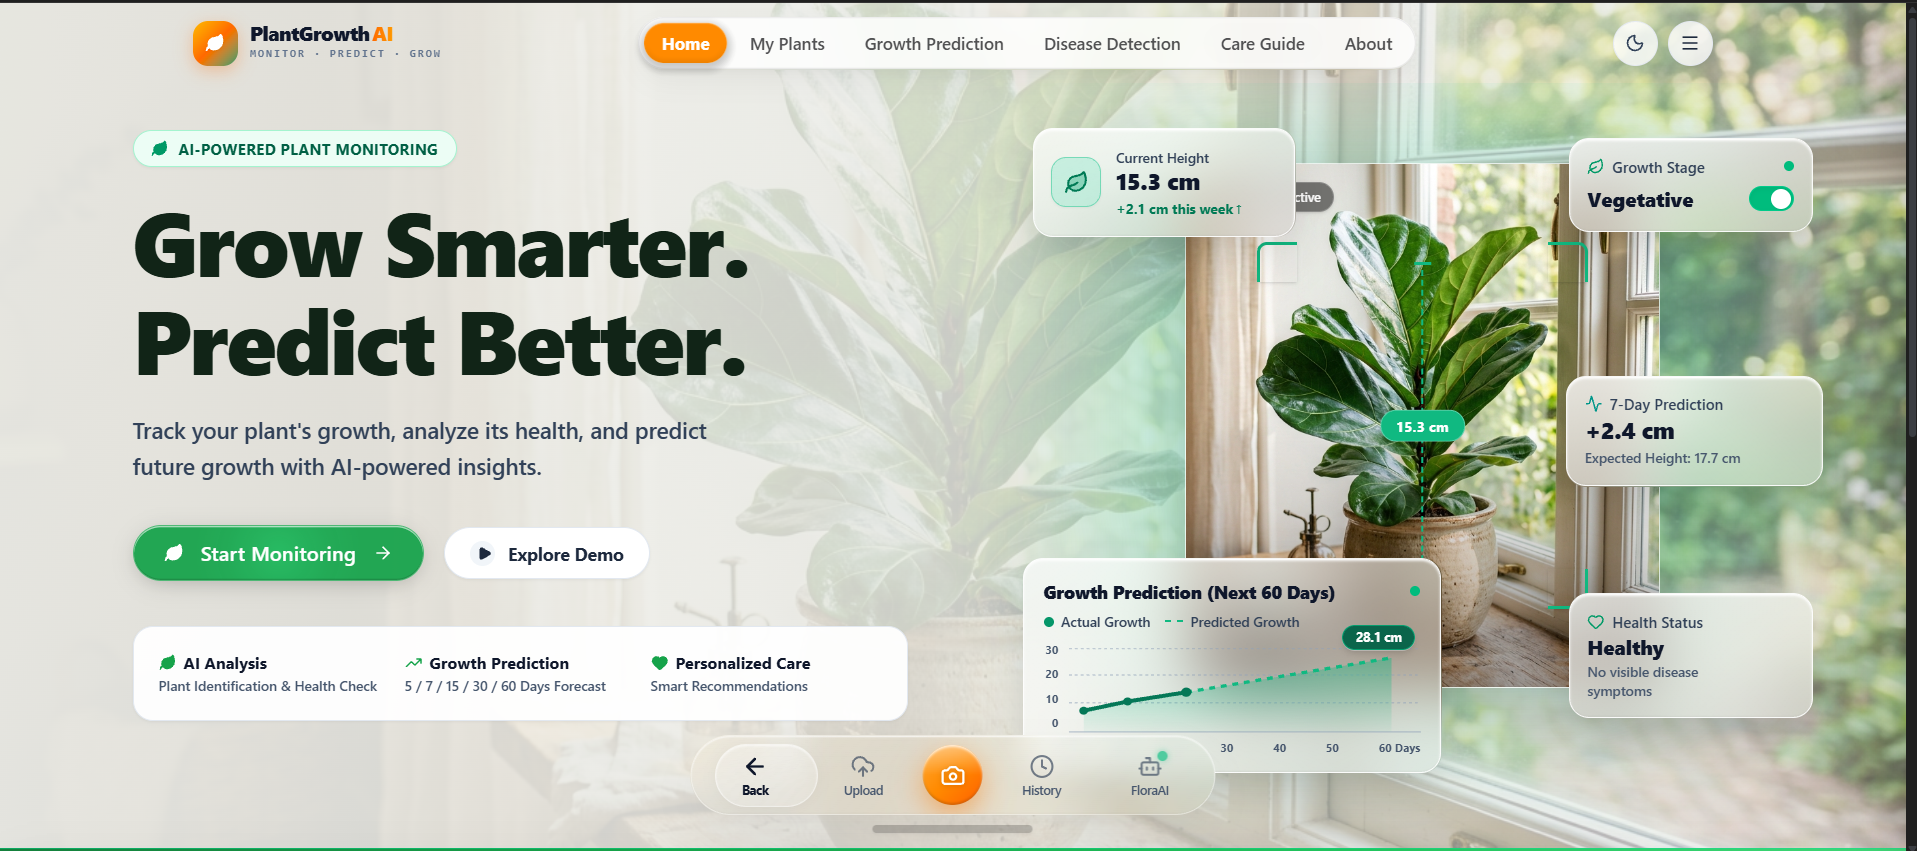 PlantGrowth AI
MONITOR · PREDICT · GROW
Home
My Plants
Growth Prediction
Disease Detection
Care Guide
About
AI-POWERED PLANT MONITORING
Grow Smarter.
Predict Better.
Track your plant's growth, analyze its health, and predict
future growth with AI-powered insights.
Start Monitoring →
Explore Demo
AI Analysis
Plant Identification & Health Check
Growth Prediction
5 / 7 / 15 / 30 / 60 Days Forecast
Personalized Care
Smart Recommendations
Current Height
15.3 cm
+2.1 cm this week ↑
ctive
Growth Stage
Vegetative
15.3 cm
7-Day Prediction
+2.4 cm
Expected Height: 17.7 cm
Growth Prediction (Next 60 Days)
Actual Growth
Predicted Growth
28.1 cm
30
20
10
0
30
40
50
60 Days
Health Status
Healthy
No visible disease
symptoms
Back
Upload
History
FloraAI